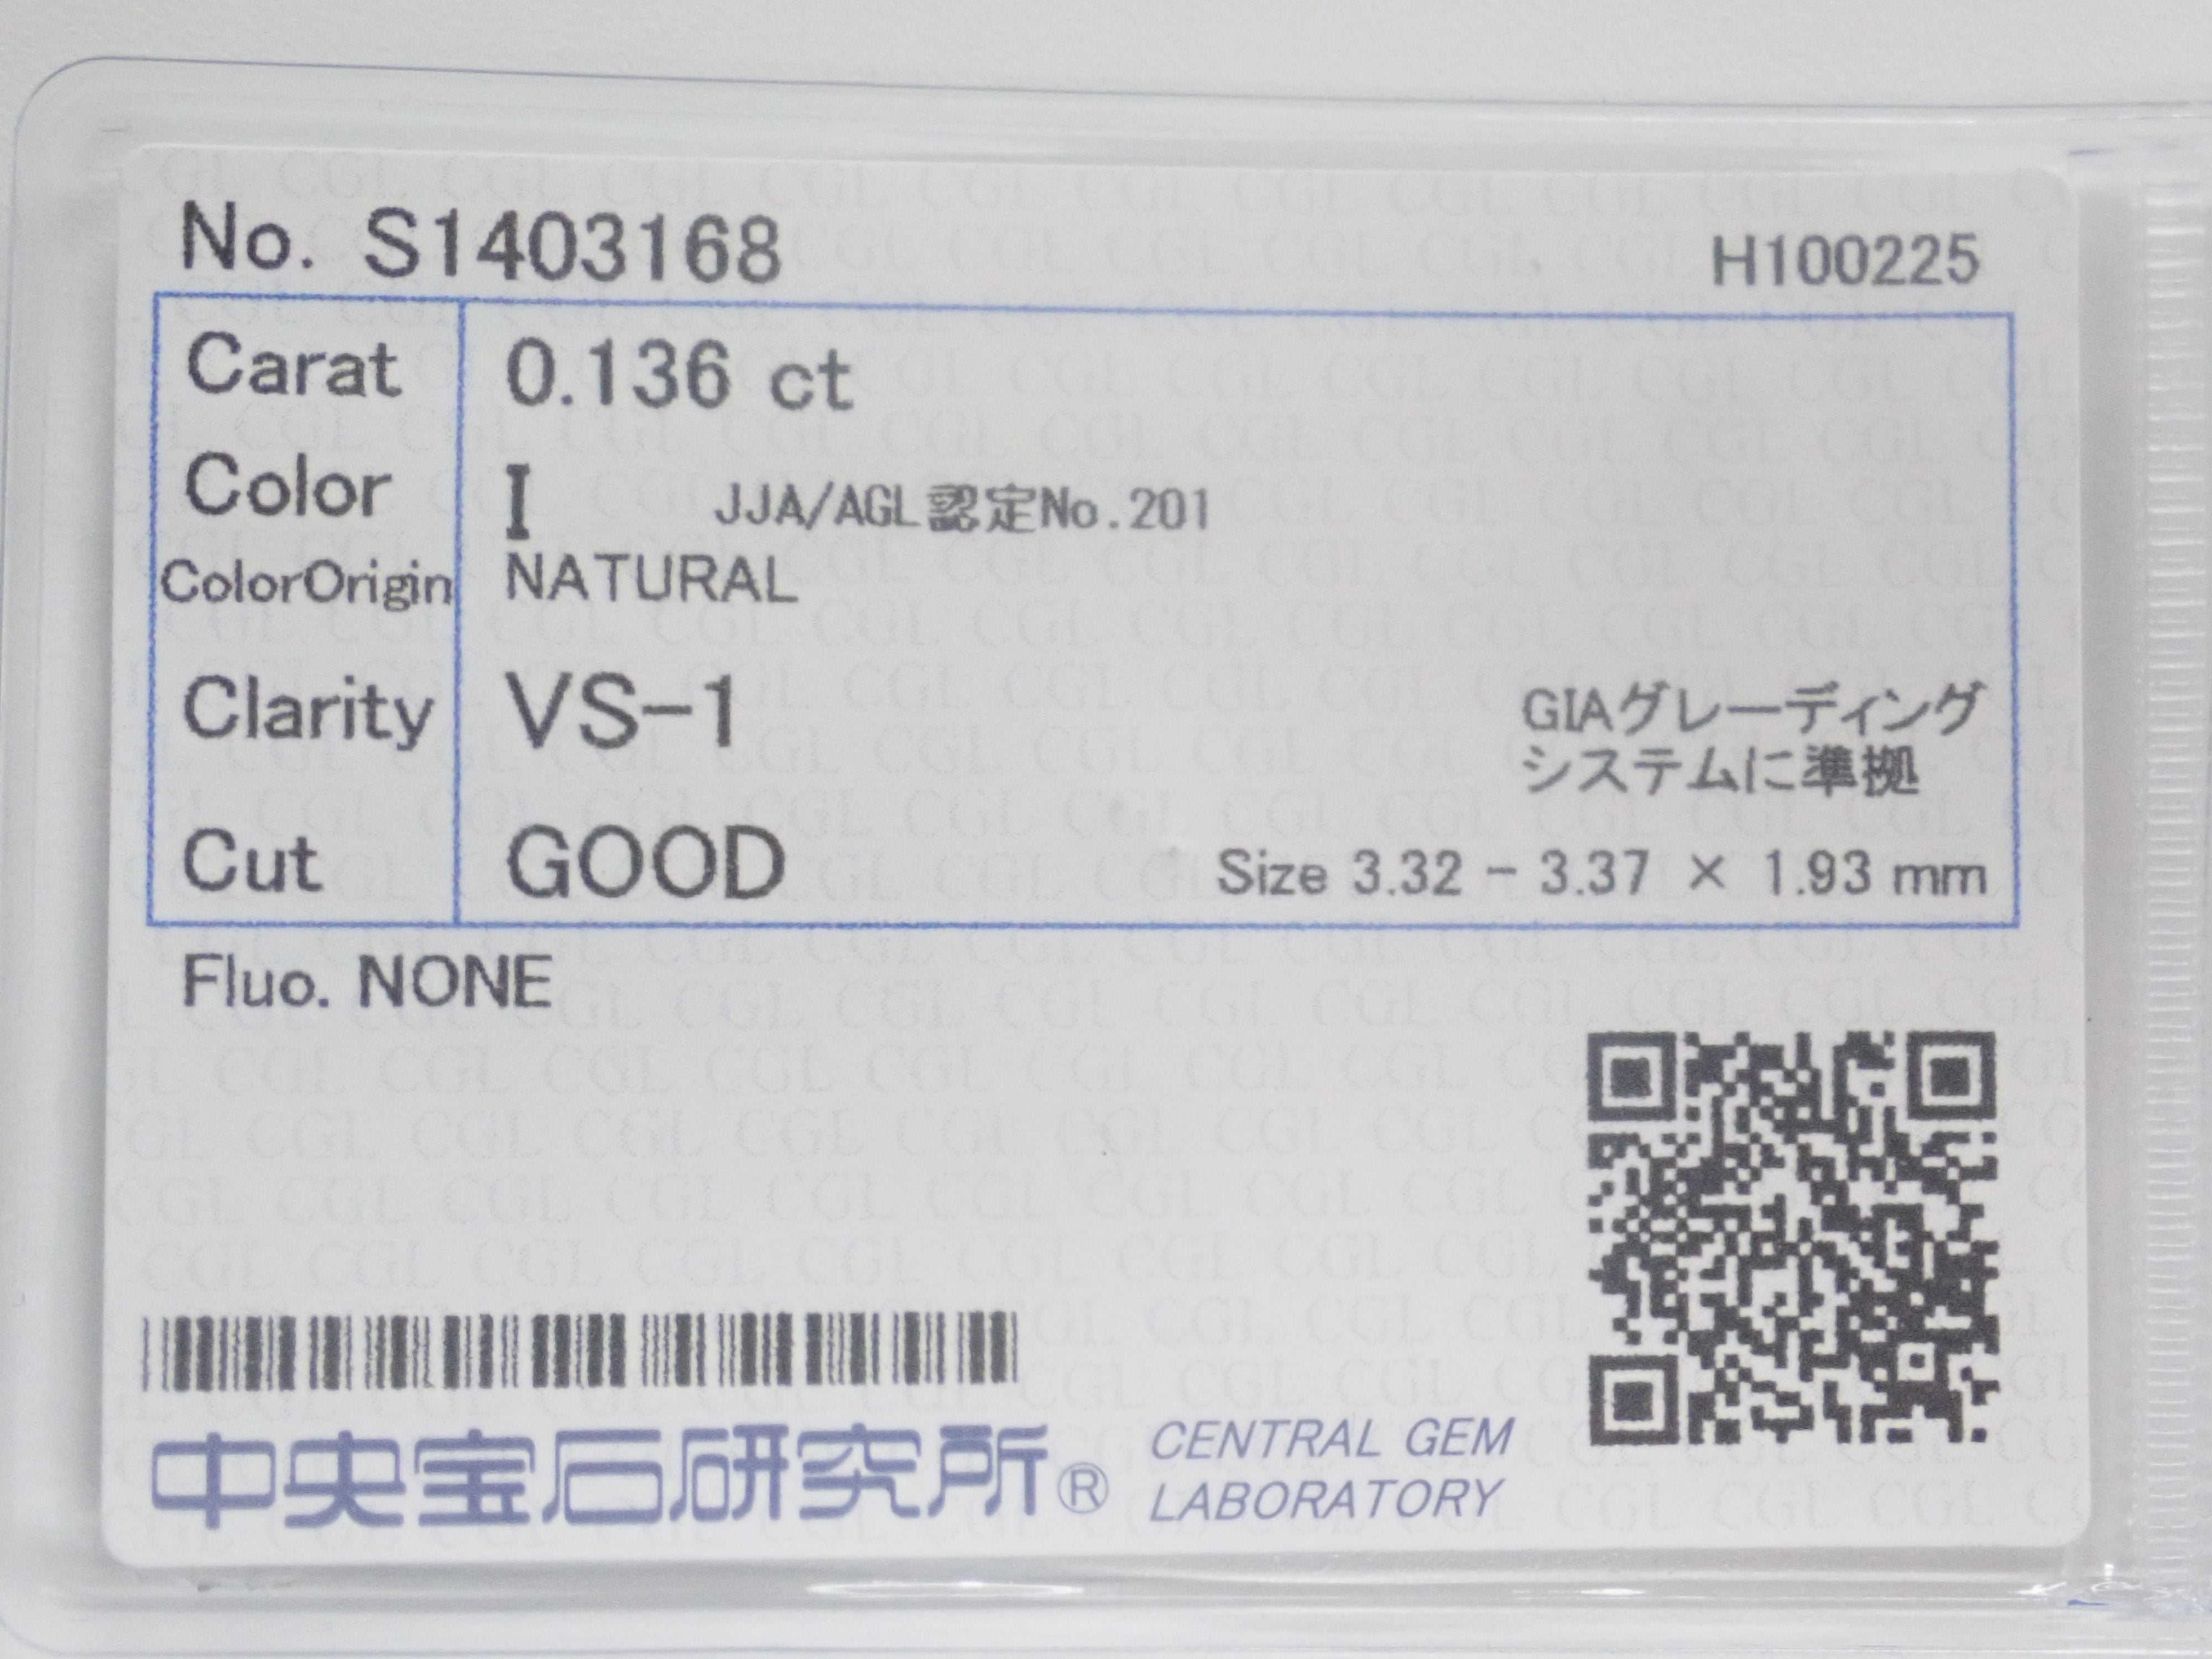 No. S1403168 H100225
Carat 0.136 ct
Color I JJA/AGL認定No.201
ColorOrigin NATURAL
Clarity VS-1 GIAグレーディング
システムに準拠
Cut GOOD Size 3.32 - 3.37 × 1.93 mm
Fluo. NONE
中央宝石研究所® CENTRAL GEM
LABORATORY